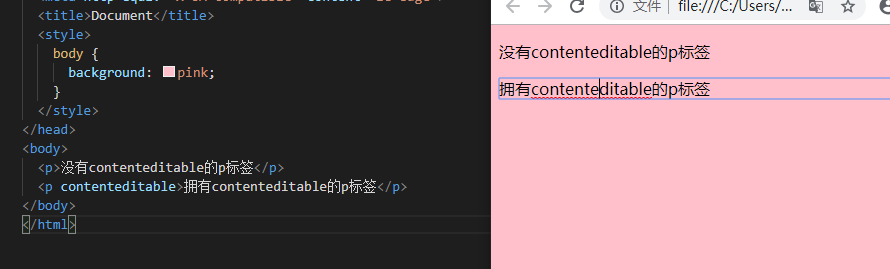 <title>Document</title>
<style>
body {
background: pink;
}
</style>
</head>
<body>
<p>没有contenteditable的p标签</p>
<p contenteditable>拥有contenteditable的p标签</p>
</body>
</html>
文件 | file:///C:/Users/...
没有contenteditable的p标签
拥有contenteditable的p标签